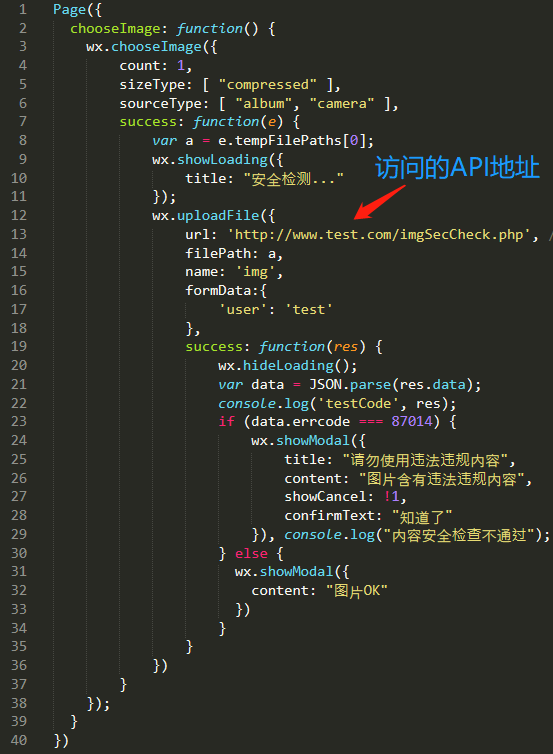 1 Page({
2 chooseImage: function() {
3 wx.chooseImage({
4 count: 1,
5 sizeType: [ "compressed" ],
6 sourceType: [ "album", "camera" ],
7 success: function(e) {
8 var a = e.tempFilePaths[0];
9 wx.showLoading({
10 title: "安全检测..."
访问的API地址
11 });
12 wx.uploadFile({
13 url: 'http://www.test.com/imgSecCheck.php', /
14 filePath: a,
15 name: 'img',
16 formData:{
17 'user': 'test'
18 },
19 success: function(res) {
20 wx.hideLoading();
21 var data = JSON.parse(res.data);
22 console.log('testCode', res);
23 if (data.errcode === 87014) {
24 wx.showModal({
25 title: "请勿使用违法违规内容",
26 content: "图片含有违法违规内容",
27 showCancel: !1,
28 confirmText: "知道了"
29 }), console.log("内容安全检查不通过");
30 } else {
31 wx.showModal({
32 content: "图片OK"
33 })
34 }
35 }
36 })
37 }
38 });
39 }
40 })